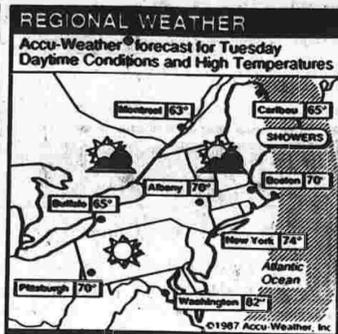 REGIONAL WEATHER
Accu-Weather® forecast for Tuesday
Daytime Conditions and High Temperatures
Montreal 63°
Caribou 65°
SHOWERS
Albany 70°
Boston 70°
Buffalo 65°
New York 74°
Atlantic
Ocean
Pittsburgh 70°
Washington 82°
©1987 Accu-Weather, Inc